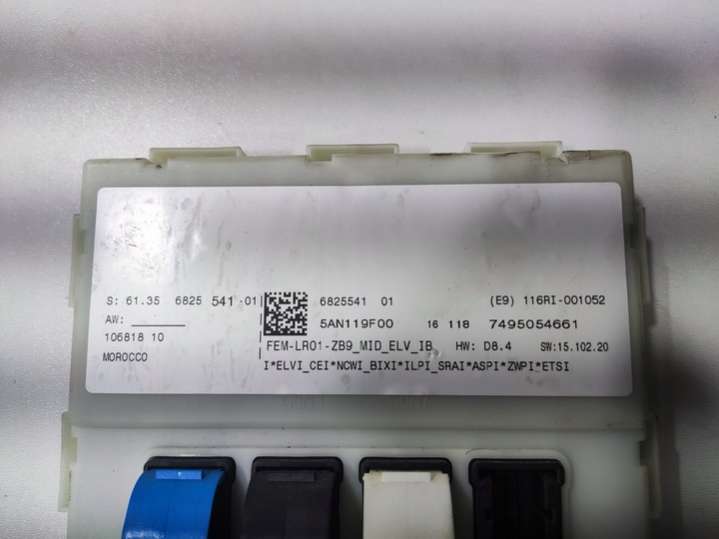 S: 61.35 6825 541 -01 6825541 01 (E9) 116RI-001052
AW: 5AN119F00 16 118 7495054661
106818 10 FEM-LR01-ZB9_MID_ELV_IB HW: D8.4 SW:15.102.20
MOROCCO I*ELVI_CEI*NCWI_BIXI*ILPI_SRAI*ASPI*ZWPI*ETSI